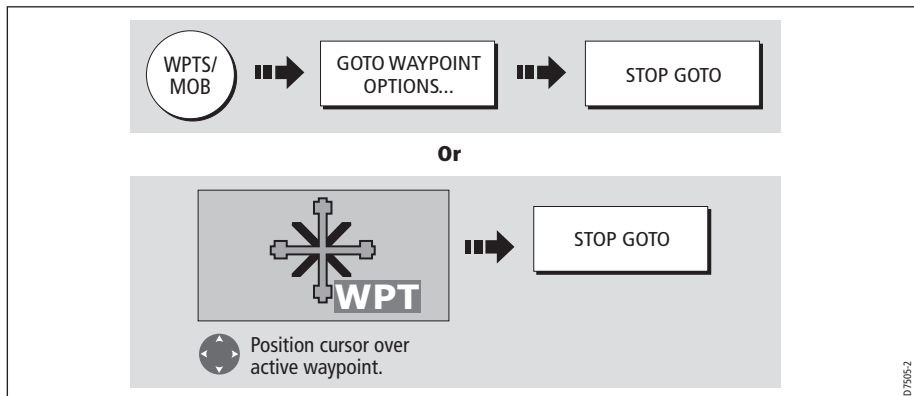 WPTS/
MOB
GOTO WAYPOINT
OPTIONS...
STOP GOTO
Or
WPT
STOP GOTO
Position cursor over
active waypoint.
D7505-2